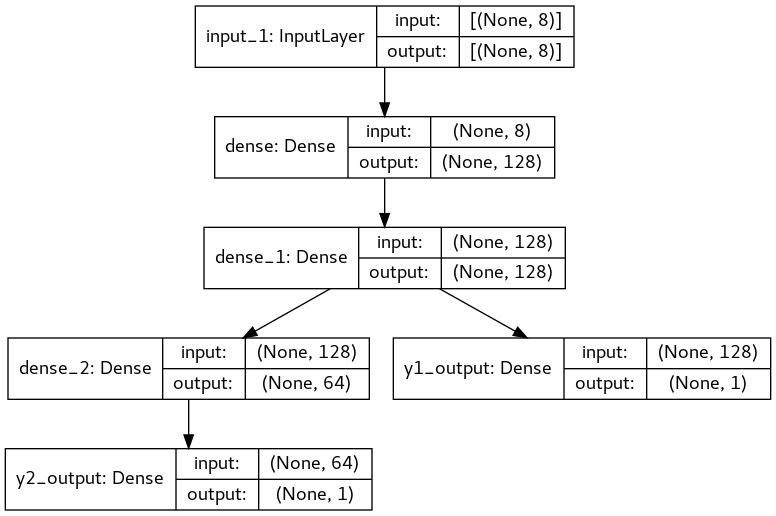 input_1: InputLayer
input:
[(None, 8)]
output:
[(None, 8)]
dense: Dense
input:
(None, 8)
output:
(None, 128)
dense_1: Dense
input:
(None, 128)
output:
(None, 128)
dense_2: Dense
input:
(None, 128)
output:
(None, 64)
y1_output: Dense
input:
(None, 128)
output:
(None, 1)
y2_output: Dense
input:
(None, 64)
output:
(None, 1)